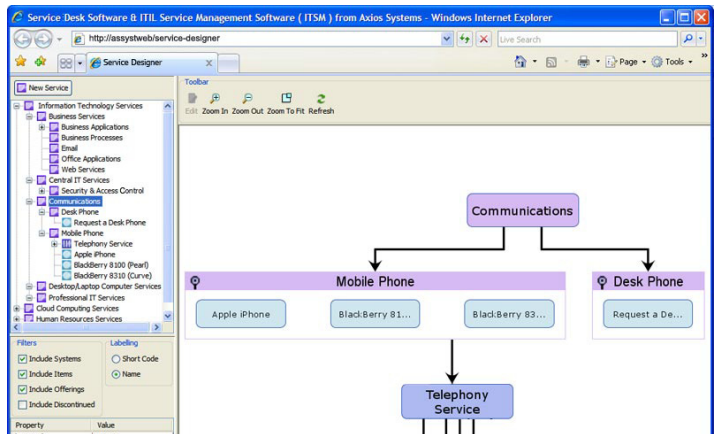 Service Desk Software & ITIL Service Management Software ( ITSM ) from Axios Systems - Windows Internet Explorer
http://assystweb/service-designer
Live Search
Service Designer
Page
Tools
New Service
Information Technology Services
Business Services
Business Applications
Business Processes
Email
Office Applications
Web Services
Central IT Services
Security & Access Control
Communications
Desk Phone
Request a Desk Phone
Mobile Phone
Telephony Service
Apple iPhone
BlackBerry 8100 (Pearl)
BlackBerry 8310 (Curve)
Desktop/Laptop Computer Services
Professional IT Services
Cloud Computing Services
Human Resources Services
Filters
Labelling
Include Systems
Short Code
Include Items
Name
Include Offerings
Include Discontinued
Property
Value
Toolbar
Edit Zoom In Zoom Out Zoom To Fit Refresh
Communications
Mobile Phone
Desk Phone
Apple iPhone
BlackBerry 81...
BlackBerry 83...
Request a De...
Telephony
Service